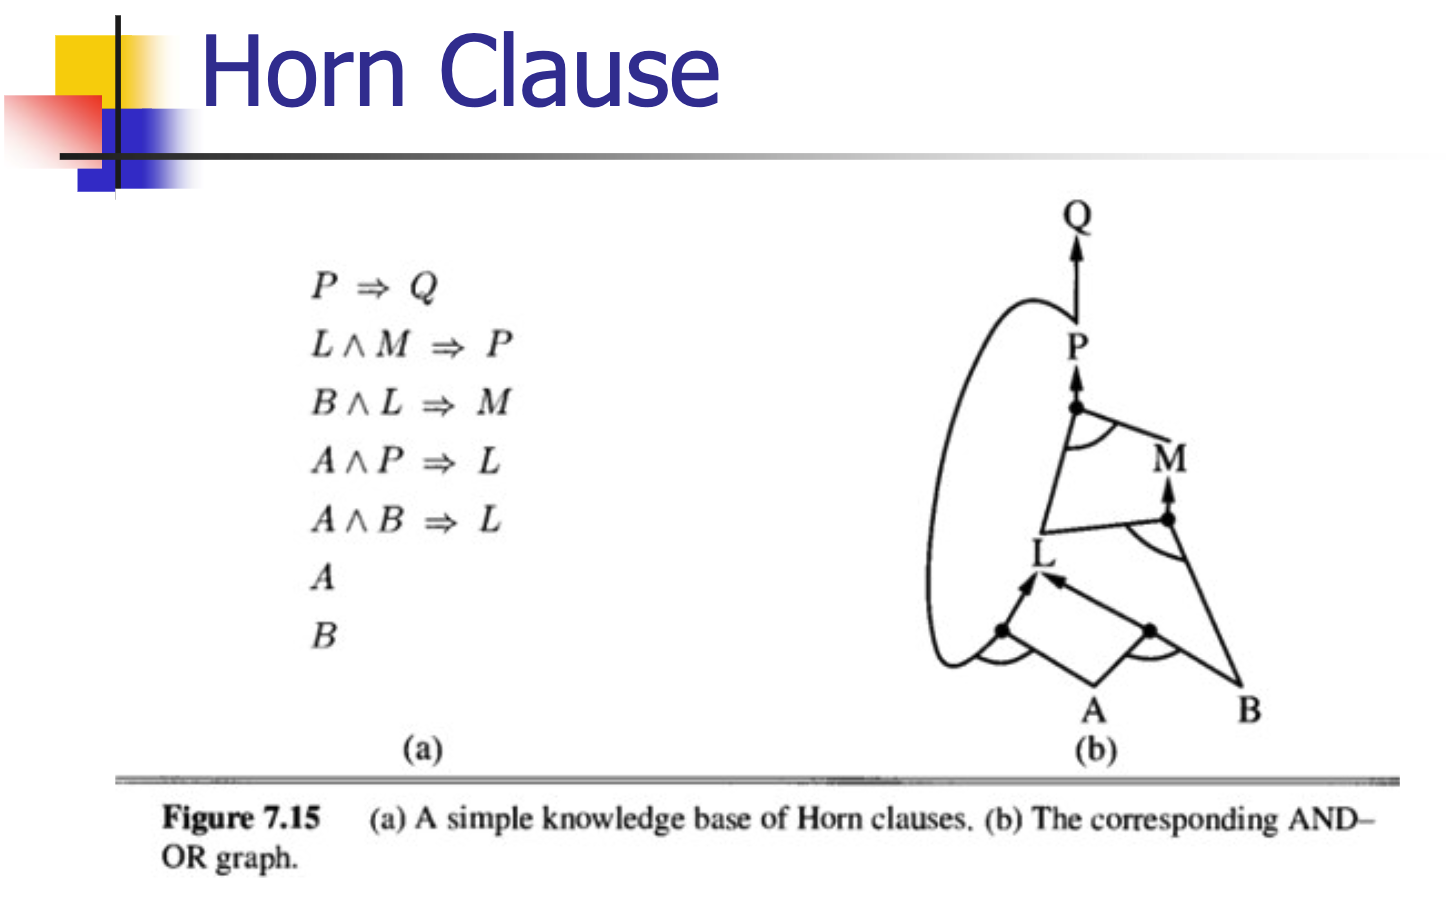 Horn Clause
P ⇒ Q
L ∧ M ⇒ P
B ∧ L ⇒ M
A ∧ P ⇒ L
A ∧ B ⇒ L
A
B
(a)
Q
P
M
L
A
B
(b)
Figure 7.15 (a) A simple knowledge base of Horn clauses. (b) The corresponding AND–
OR graph.